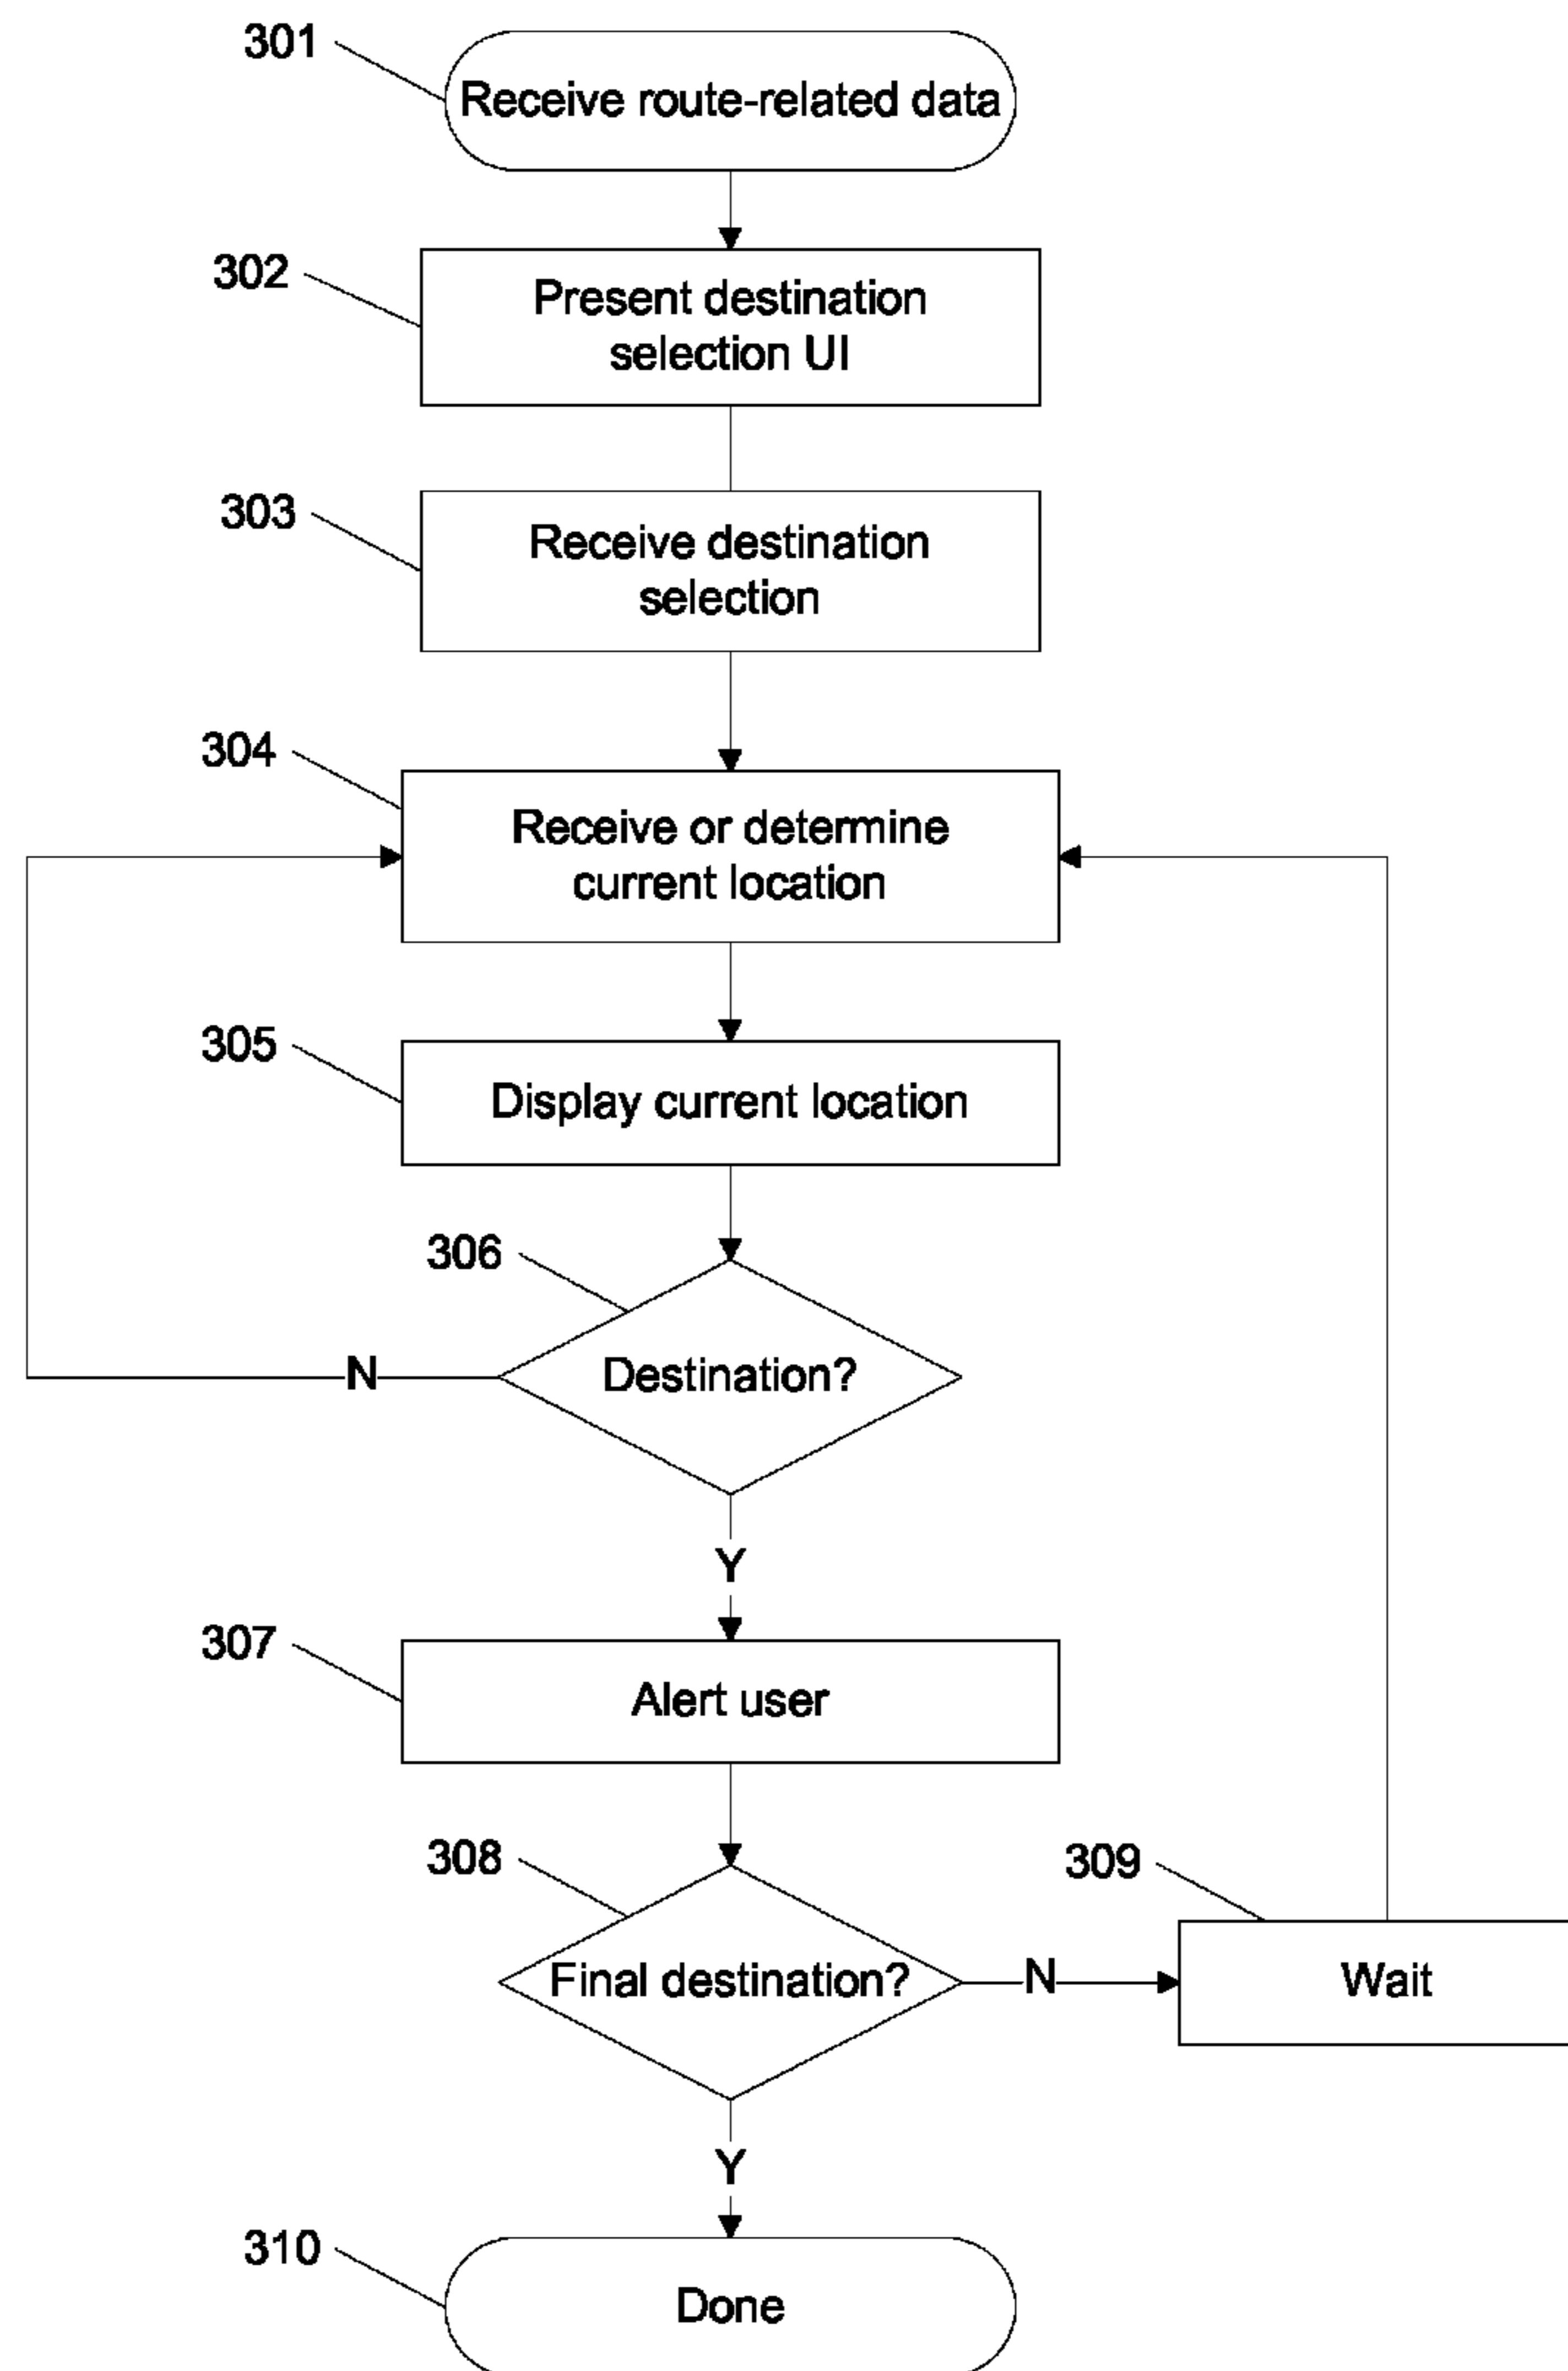 301
Receive route-related data
302
Present destination
selection UI
303
Receive destination
selection
304
Receive or determine
current location
305
Display current location
306
Destination?
N
Y
307
Alert user
308
Final destination?
N
309
Wait
Y
310
Done